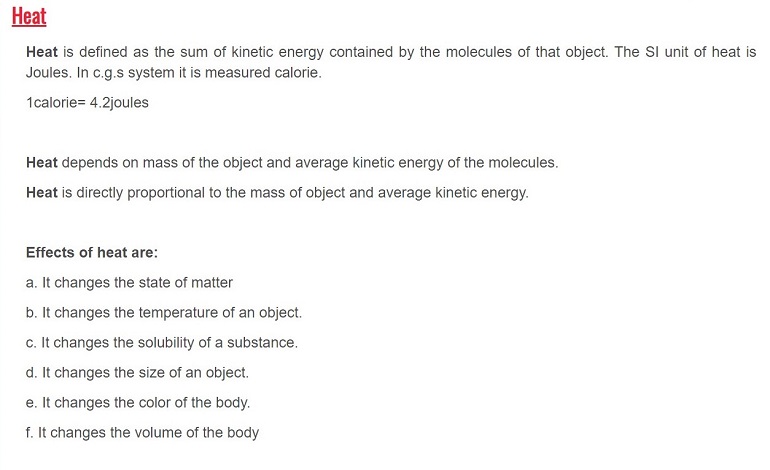 Heat
Heat is defined as the sum of kinetic energy contained by the molecules of that object. The SI unit of heat is
Joules. In c.g.s system it is measured calorie.
1calorie= 4.2joules
Heat depends on mass of the object and average kinetic energy of the molecules.
Heat is directly proportional to the mass of object and average kinetic energy.
Effects of heat are:
a. It changes the state of matter
b. It changes the temperature of an object.
c. It changes the solubility of a substance.
d. It changes the size of an object.
e. It changes the color of the body.
f. It changes the volume of the body